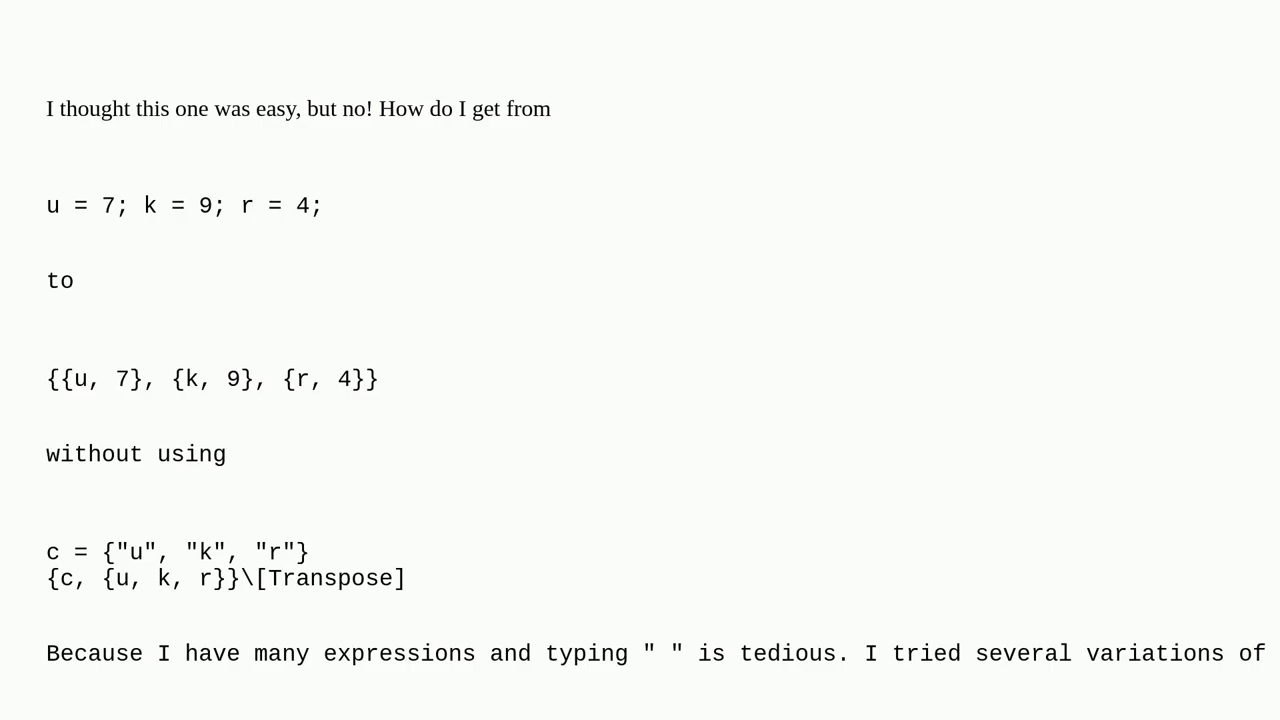 I thought this one was easy, but no! How do I get from
u = 7; k = 9; r = 4;
to
{{u, 7}, {k, 9}, {r, 4}}
without using
c = {"u", "k", "r"}
{c, {u, k, r}}\[Transpose]
Because I have many expressions and typing " " is tedious. I tried several variations of